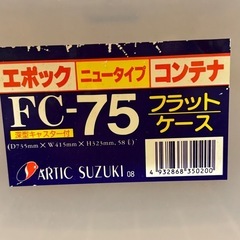 エポック ニュータイプ コンテナ
FC-75
深型キャスター付
フラットケース
(D735mm×W415mm×H323mm, 58ℓ)
ARTIC SUZUKI 08
4 932868 350200